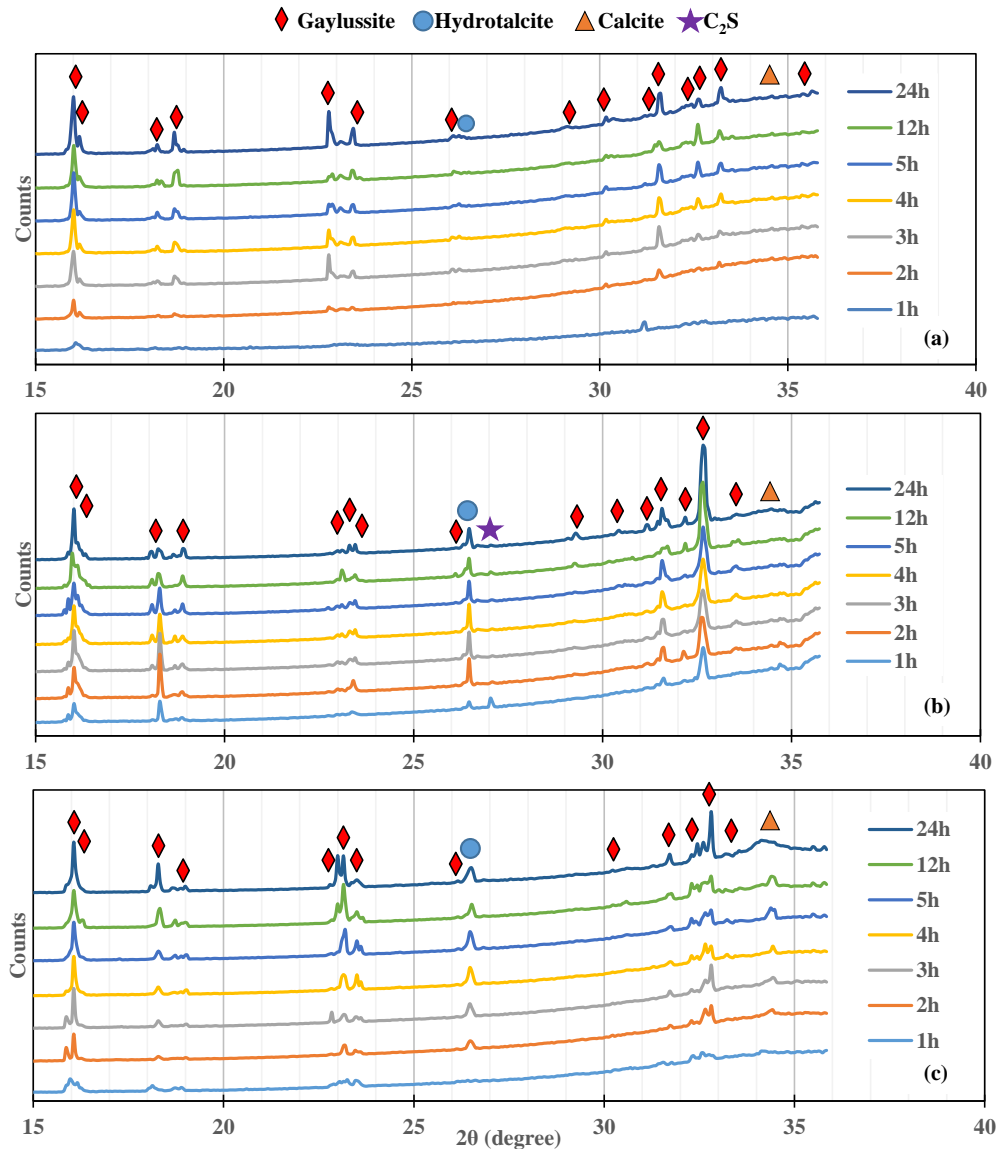 Gaylussite Hydrotalcite Calcite C₂S
24h
12h
5h
4h
3h
2h
1h
Counts
(a)
15 20 25 30 35 40
24h
12h
5h
4h
3h
2h
1h
Counts
(b)
15 20 25 30 35 40
24h
12h
5h
4h
3h
2h
1h
Counts
(c)
15 20 25 30 35 40
2θ (degree)